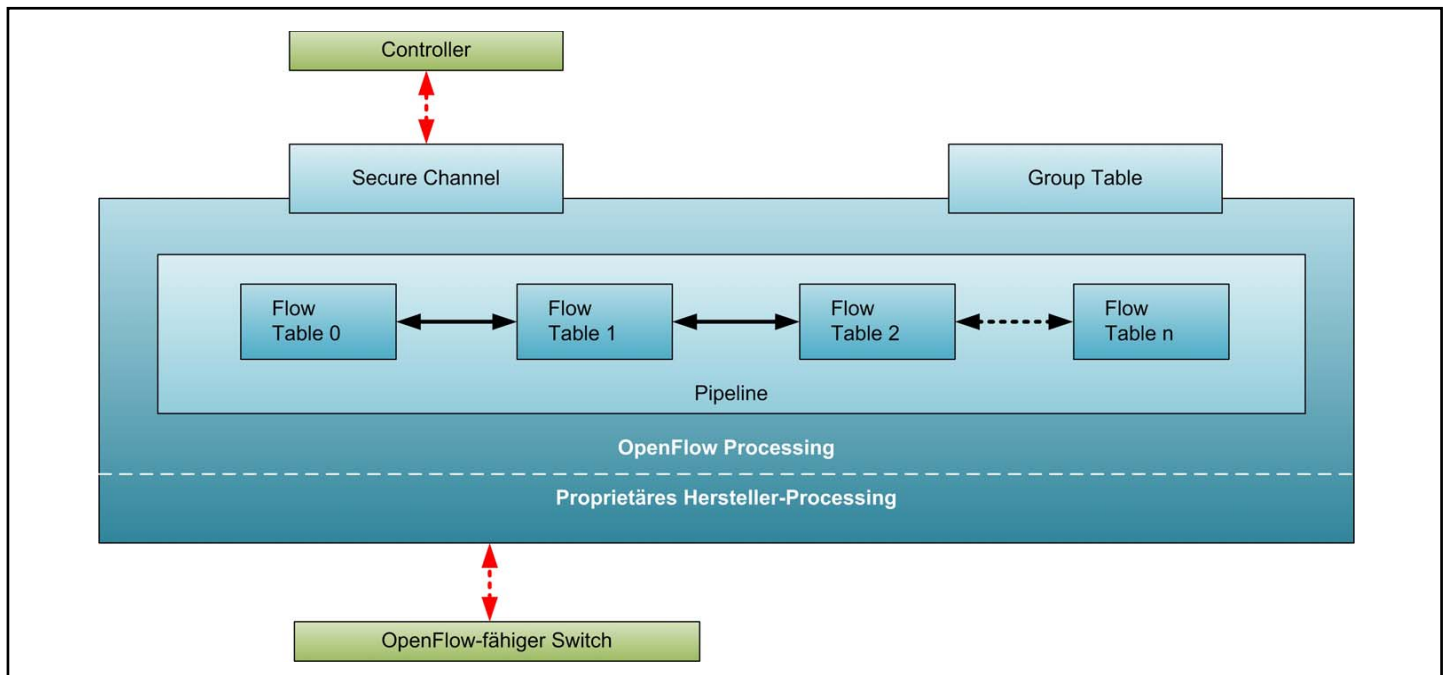 Controller
Secure Channel
Group Table
Flow
Table 0
Flow
Table 1
Flow
Table 2
Flow
Table n
Pipeline
OpenFlow Processing
Proprietäres Hersteller-Processing
OpenFlow-fähiger Switch